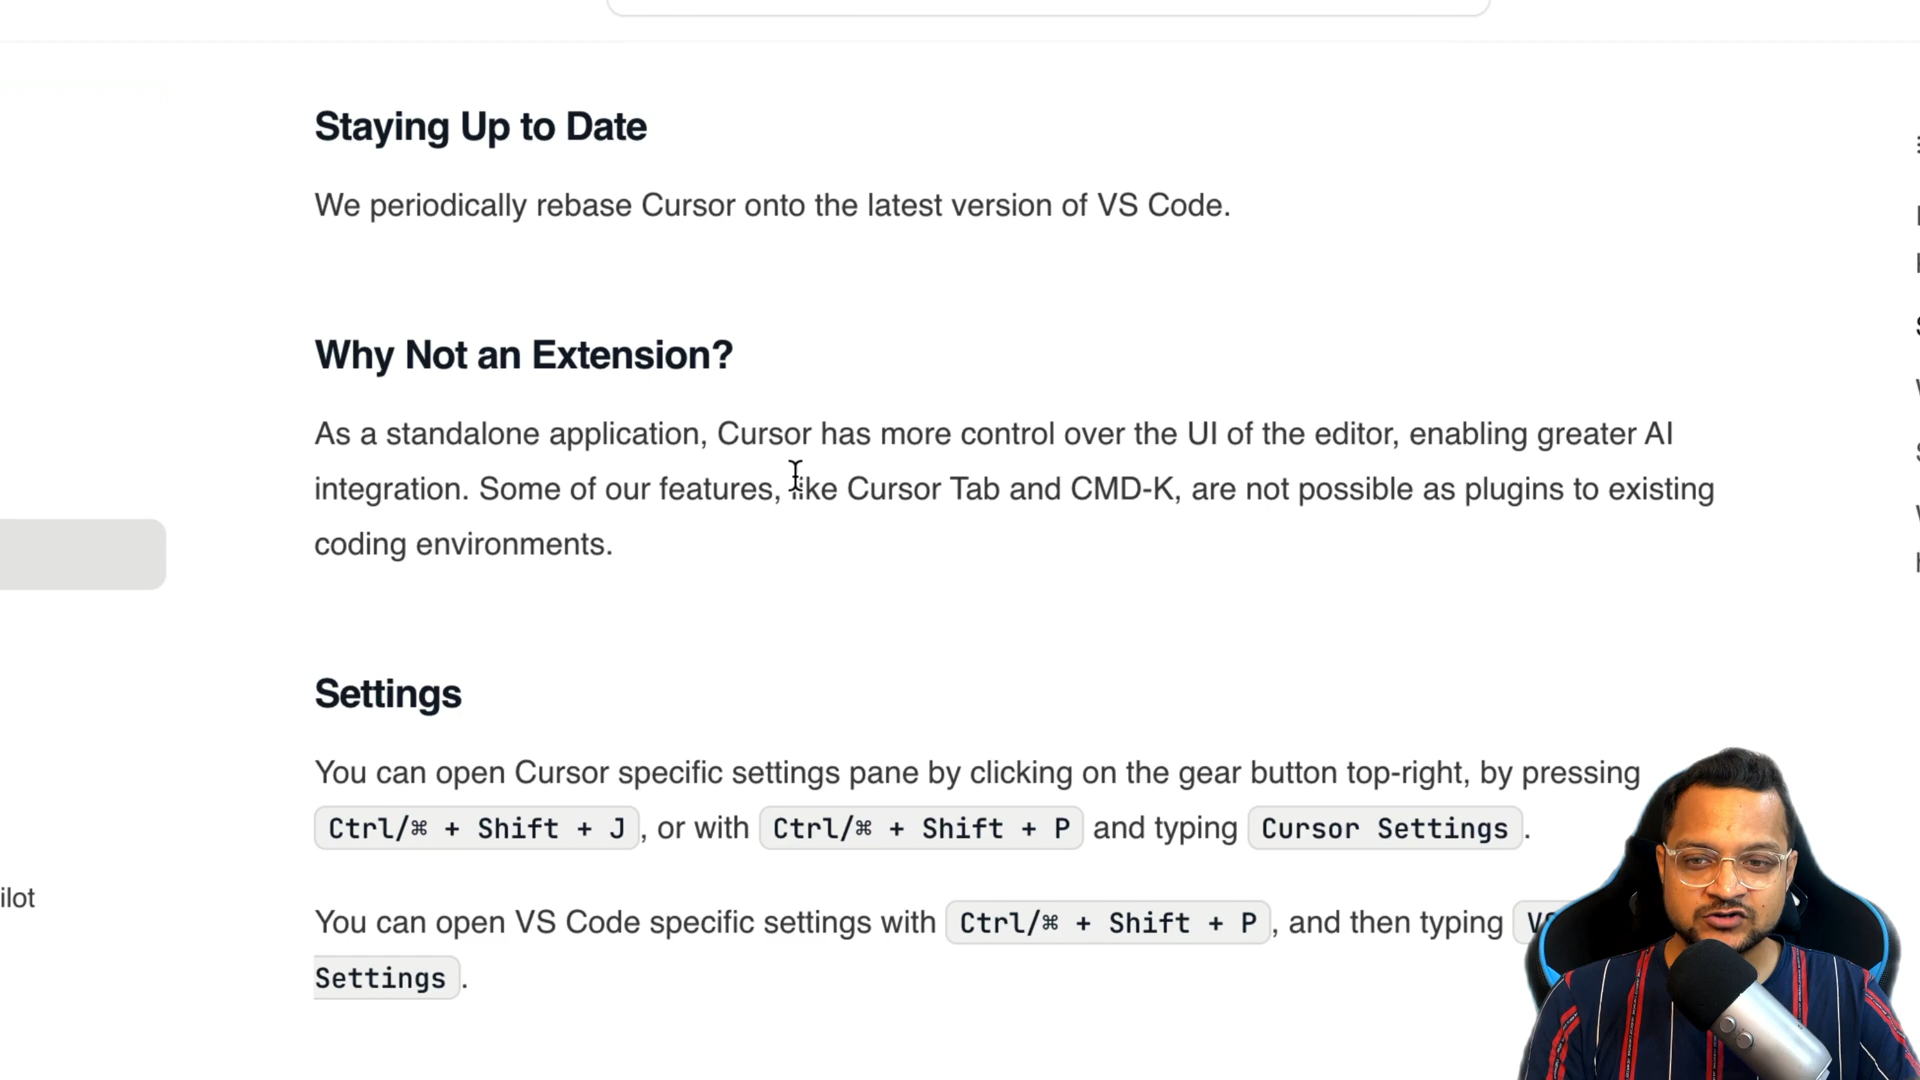 Staying Up to Date
We periodically rebase Cursor onto the latest version of VS Code.
Why Not an Extension?
As a standalone application, Cursor has more control over the UI of the editor, enabling greater AI
integration. Some of our features, like Cursor Tab and CMD-K, are not possible as plugins to existing
coding environments.
Settings
You can open Cursor specific settings pane by clicking on the gear button top-right, by pressing
Ctrl/⌘ + Shift + J, or with Ctrl/⌘ + Shift + P and typing Cursor Settings.
ilot
You can open VS Code specific settings with Ctrl/⌘ + Shift + P, and then typing
Settings.